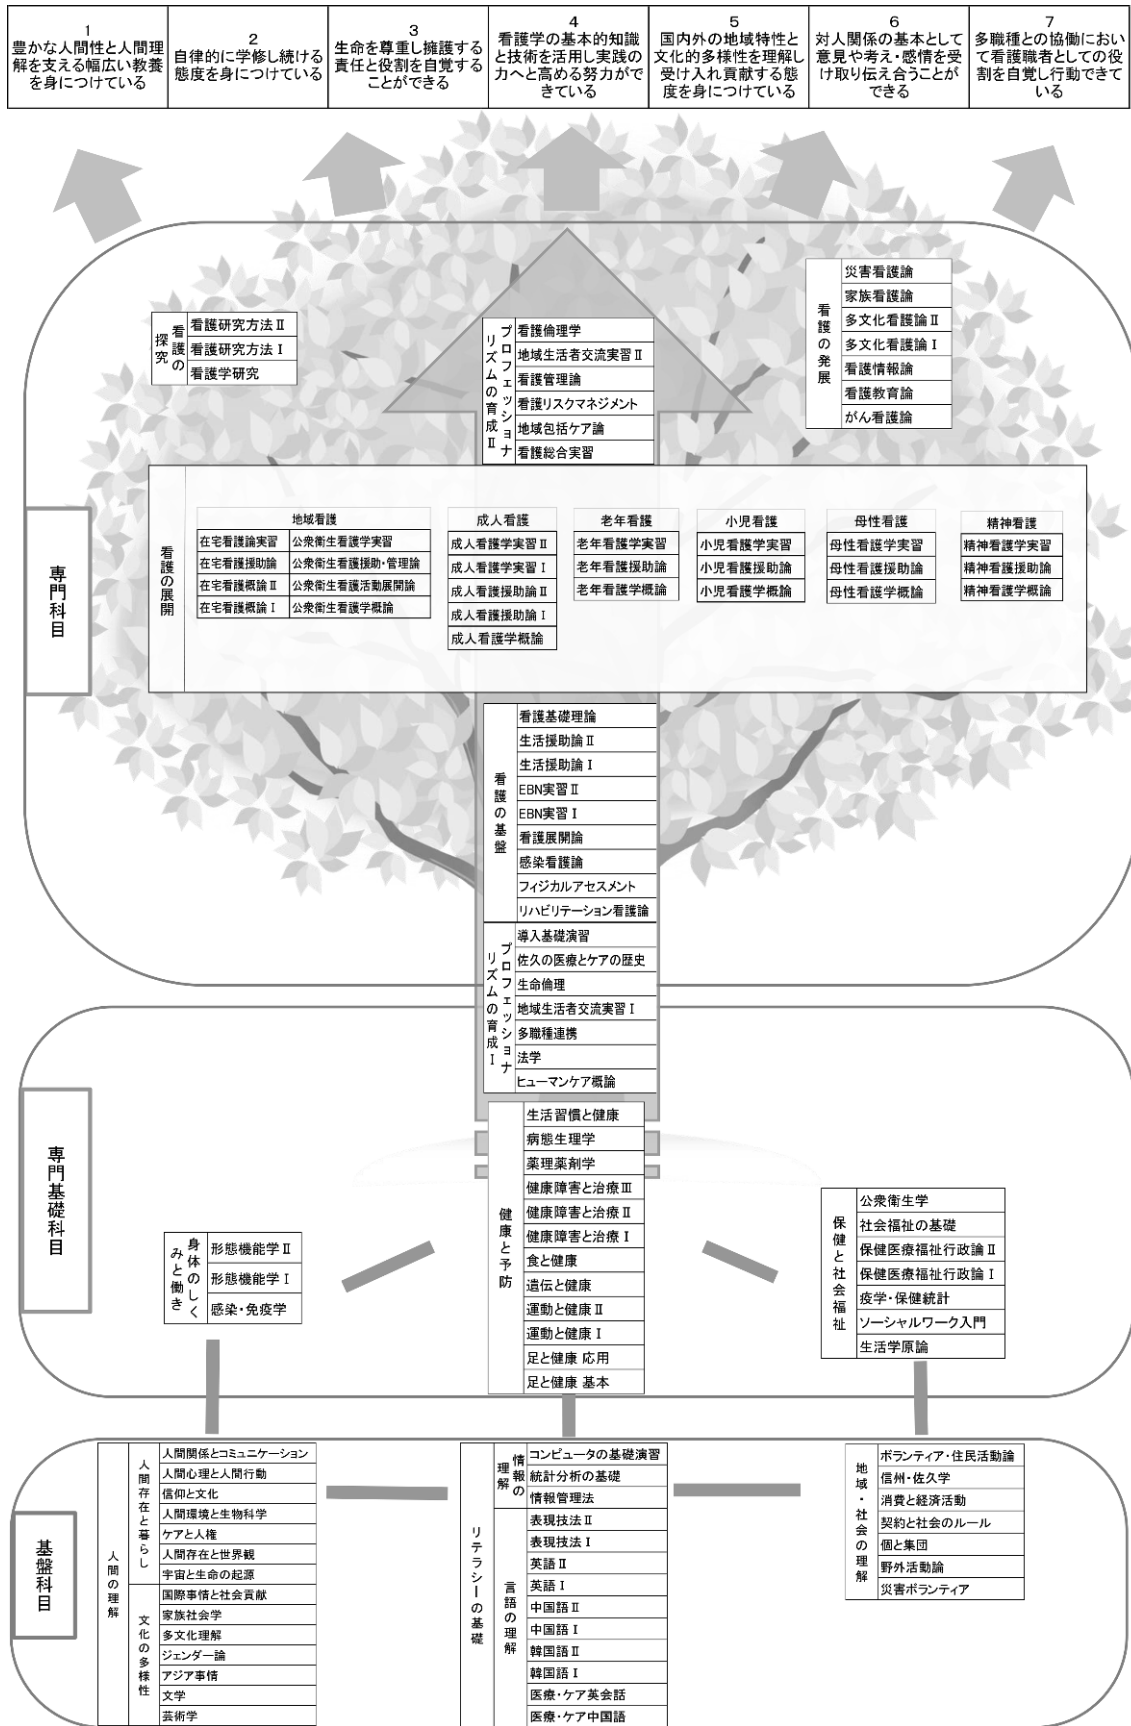 1
豊かな人間性と人間理
解を支える幅広い教養
を身につけている
2
自律的に学修し続ける
態度を身につけている
3
生命を尊重し擁護する
責任と役割を自覚する
ことができる
4
看護学の基本的知識
と技術を活用し実践の
力へと高める努力がで
きている
5
国内外の地域特性と
文化的多様性を理解し
受け入れ貢献する態
度を身につけている
6
対人関係の基本として
意見や考え・感情を受
け取り伝え合うことが
できる
7
多職種との協働におい
て看護職者としての役
割を自覚し行動できて
いる
専門科目
看護の
探究
看護研究方法Ⅱ
看護研究方法Ⅰ
看護学研究
プロフェッショナ
リズムの育成Ⅱ
看護倫理学
地域生活者交流実習Ⅱ
看護管理論
看護リスクマネジメント
地域包括ケア論
看護総合実習
看護の発展
災害看護論
家族看護論
多文化看護論Ⅱ
多文化看護論Ⅰ
看護情報論
看護教育論
がん看護論
看護の展開
地域看護
在宅看護論実習
公衆衛生看護学実習
在宅看護援助論
公衆衛生看護援助・管理論
在宅看護概論Ⅱ
公衆衛生看護活動展開論
在宅看護概論Ⅰ
公衆衛生看護学概論
成人看護
成人看護学実習Ⅱ
成人看護学実習Ⅰ
成人看護援助論Ⅱ
成人看護援助論Ⅰ
成人看護学概論
老年看護
老年看護学実習
老年看護援助論
老年看護学概論
小児看護
小児看護学実習
小児看護援助論
小児看護学概論
母性看護
母性看護学実習
母性看護援助論
母性看護学概論
精神看護
精神看護学実習
精神看護援助論
精神看護学概論
看護の基盤
看護基礎理論
生活援助論Ⅱ
生活援助論Ⅰ
EBN実習Ⅱ
EBN実習Ⅰ
看護展開論
感染看護論
フィジカルアセスメント
リハビリテーション看護論
プロフェッショナ
リズムの育成Ⅰ
導入基礎演習
佐久の医療とケアの歴史
生命倫理
地域生活者交流実習Ⅰ
多職種連携
法学
ヒューマンケア概論
専門基礎科目
身体のしく
みと働き
形態機能学Ⅱ
形態機能学Ⅰ
感染・免疫学
健康と予防
生活習慣と健康
病態生理学
薬理薬剤学
健康障害と治療Ⅲ
健康障害と治療Ⅱ
健康障害と治療Ⅰ
食と健康
遺伝と健康
運動と健康Ⅱ
運動と健康Ⅰ
足と健康 応用
足と健康 基本
保健と社会福祉
公衆衛生学
社会福祉の基礎
保健医療福祉行政論Ⅱ
保健医療福祉行政論Ⅰ
疫学・保健統計
ソーシャルワーク入門
生活学原論
基盤科目
人間の理解
人間存在と暮らし
人間関係とコミュニケーション
人間心理と人間行動
信仰と文化
人間環境と生物科学
ケアと人権
人間存在と世界観
宇宙と生命の起源
文化の多様性
国際事情と社会貢献
家族社会学
多文化理解
ジェンダー論
アジア事情
文学
芸術学
リテラシーの基礎
情報の
理解
コンピュータの基礎演習
統計分析の基礎
情報管理法
言語の理解
表現技法Ⅱ
表現技法Ⅰ
英語Ⅱ
英語Ⅰ
中国語Ⅱ
中国語Ⅰ
韓国語Ⅱ
韓国語Ⅰ
医療・ケア英会話
医療・ケア中国語
地域・社会の理解
ボランティア・住民活動論
信州・佐久学
消費と経済活動
契約と社会のルール
個と集団
野外活動論
災害ボランティア